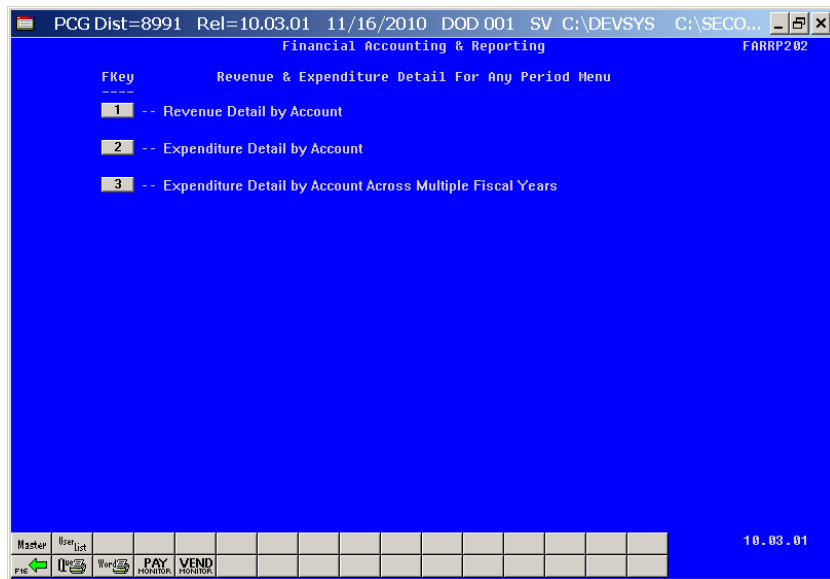 PCG Dist=8991 Rel=10.03.01 11/16/2010 DOD 001 SV C:\DEVSYS C:\SECO...
Financial Accounting & Reporting FARRP202
FKey Revenue & Expenditure Detail For Any Period Menu
----
1 -- Revenue Detail by Account
2 -- Expenditure Detail by Account
3 -- Expenditure Detail by Account Across Multiple Fiscal Years
Master User List 10.03.01
F16 Que Word PAY MONITOR VEND MONITOR